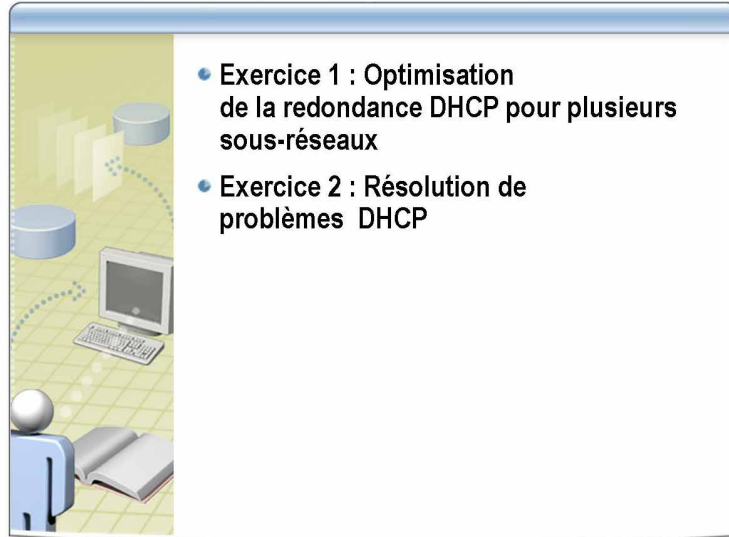 Exercice 1 : Optimisation
de la redondance DHCP pour plusieurs
sous-réseaux
Exercice 2 : Résolution de
problèmes  DHCP